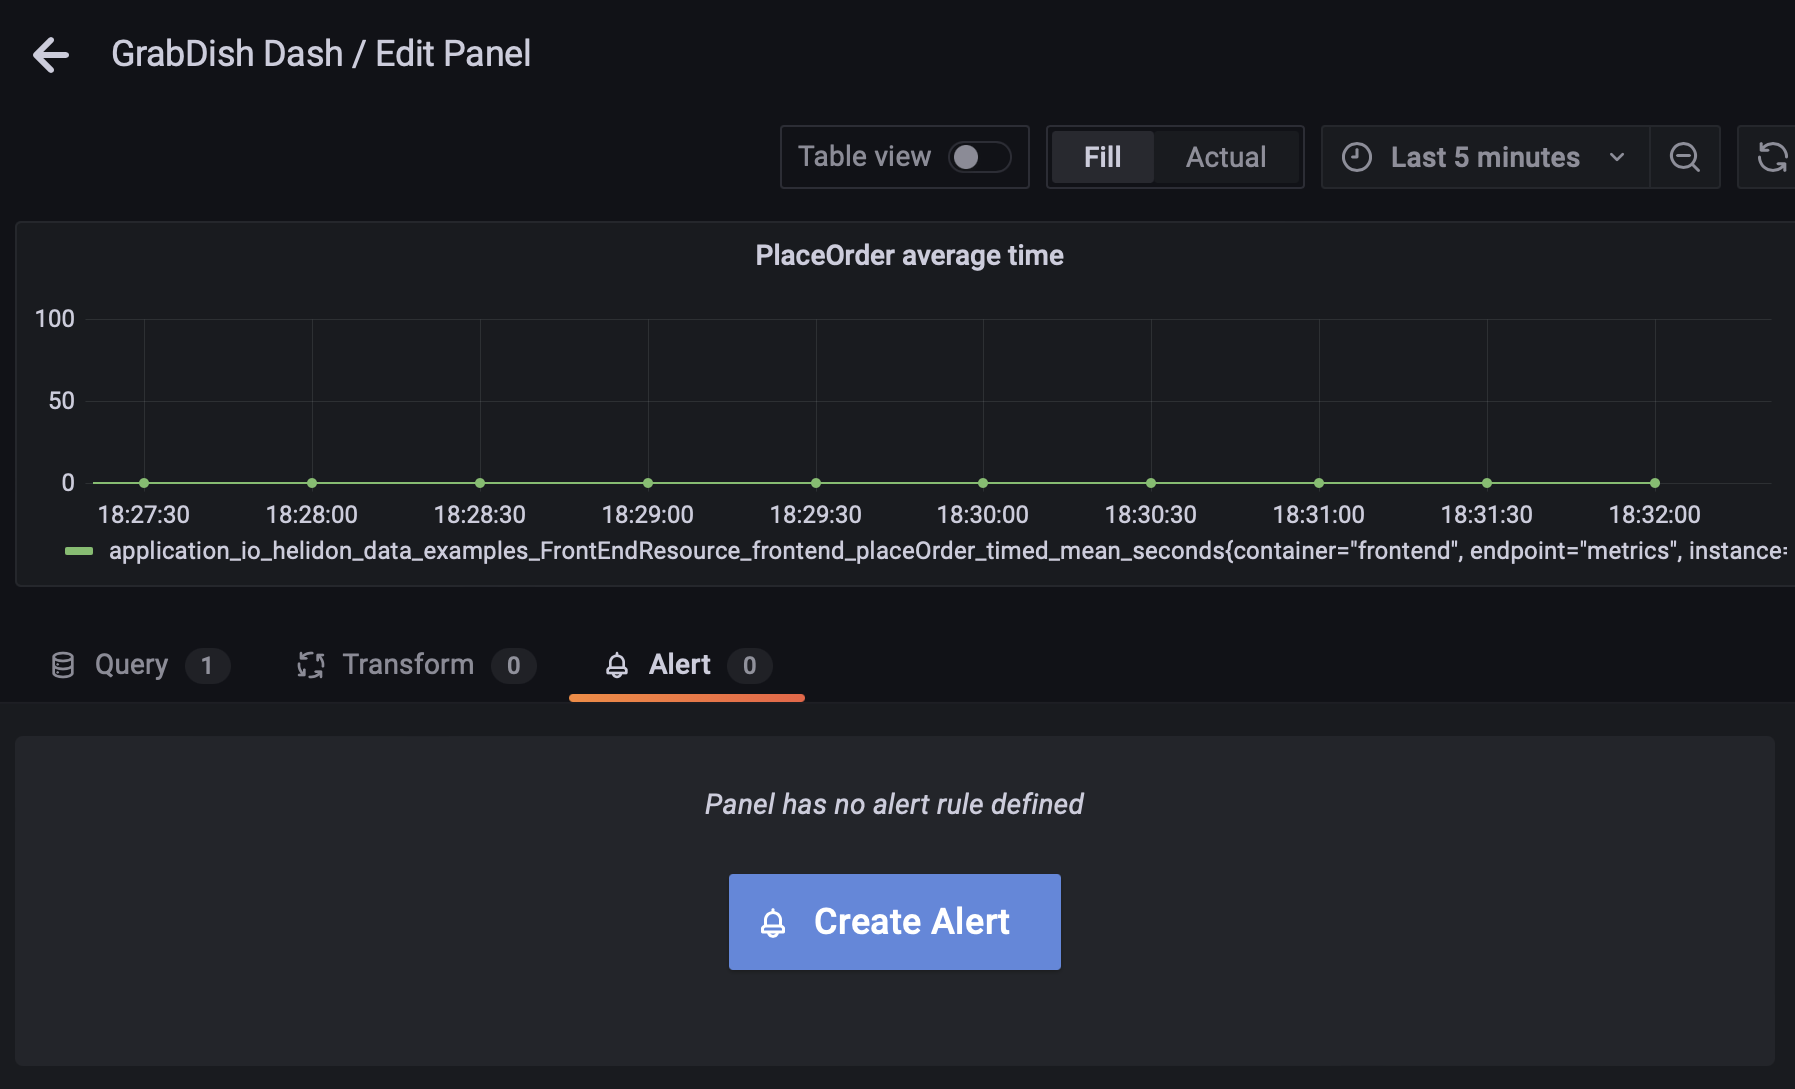 GrabDish Dash / Edit Panel
Table view
Fill
Actual
Last 5 minutes
PlaceOrder average time
100
50
0
18:27:30 18:28:00 18:28:30 18:29:00 18:29:30 18:30:00 18:30:30 18:31:00 18:31:30 18:32:00
application_io_helidon_data_examples_FrontEndResource_frontend_placeOrder_timed_mean_seconds{container="frontend", endpoint="metrics", instance=
Query 1
Transform 0
Alert 0
Panel has no alert rule defined
Create Alert